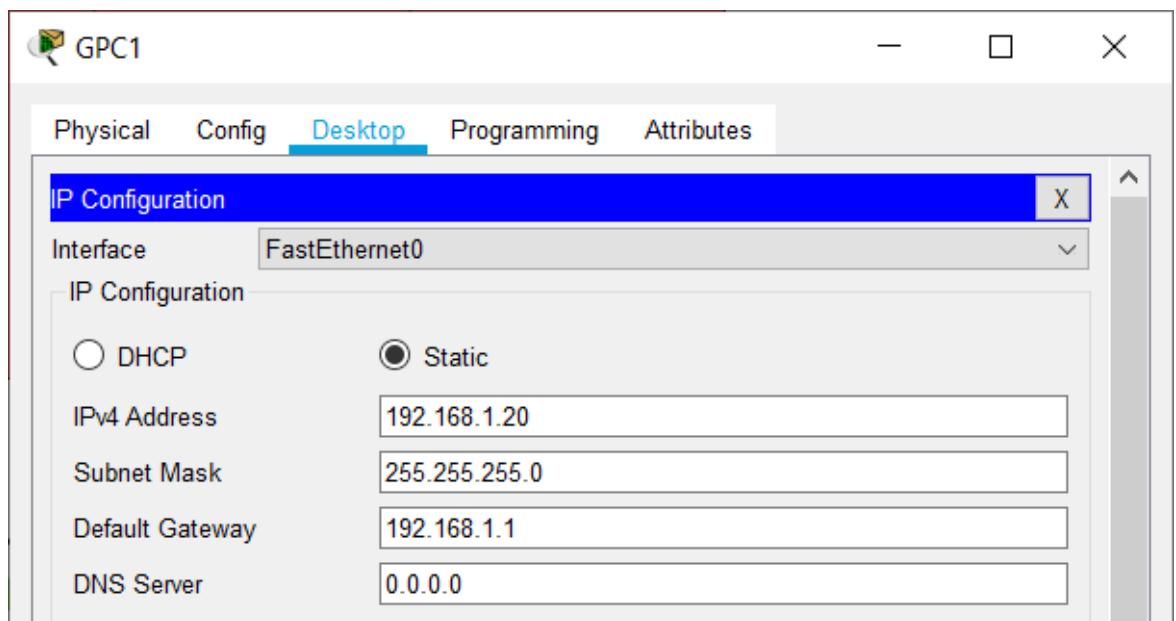 GPC1
Physical Config Desktop Programming Attributes
IP Configuration X
Interface FastEthernet0
IP Configuration
DHCP Static
IPv4 Address 192.168.1.20
Subnet Mask 255.255.255.0
Default Gateway 192.168.1.1
DNS Server 0.0.0.0